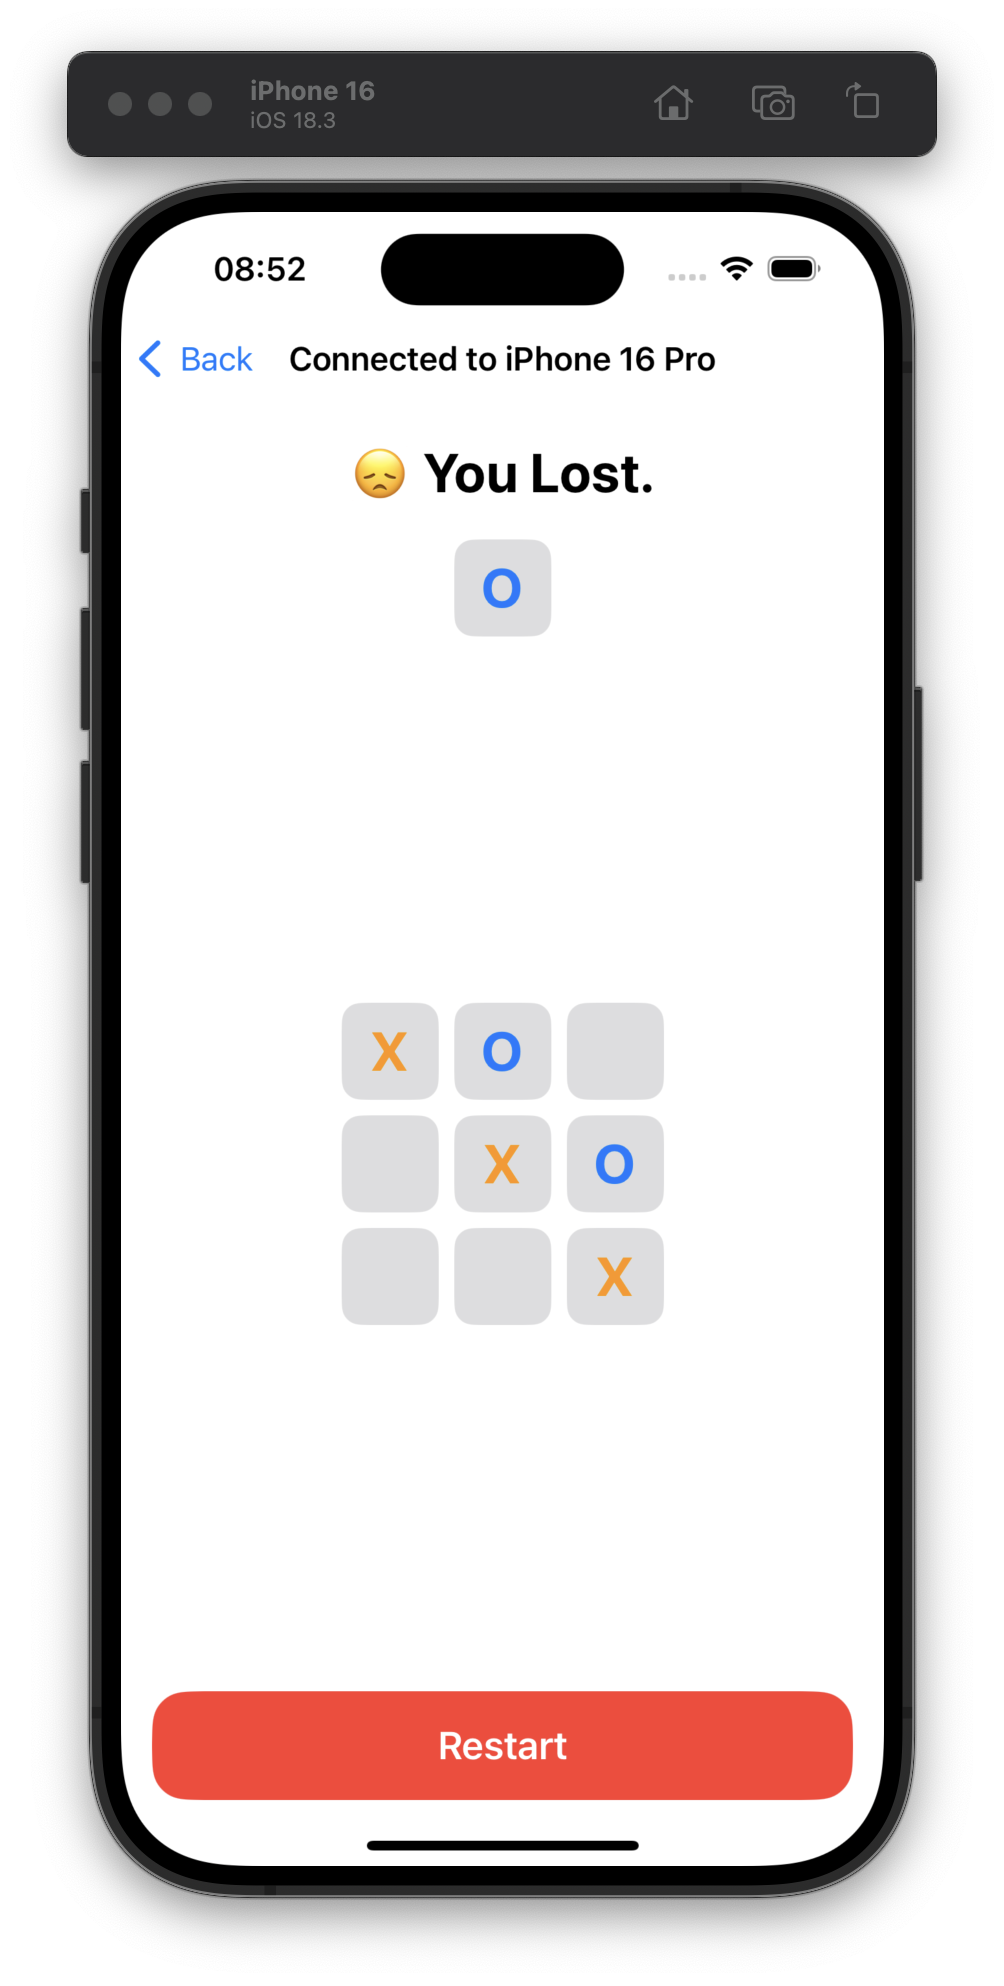 iPhone 16
iOS 18.3
08:52
Back Connected to iPhone 16 Pro
😞 You Lost.
O
X O
X O
X
Restart